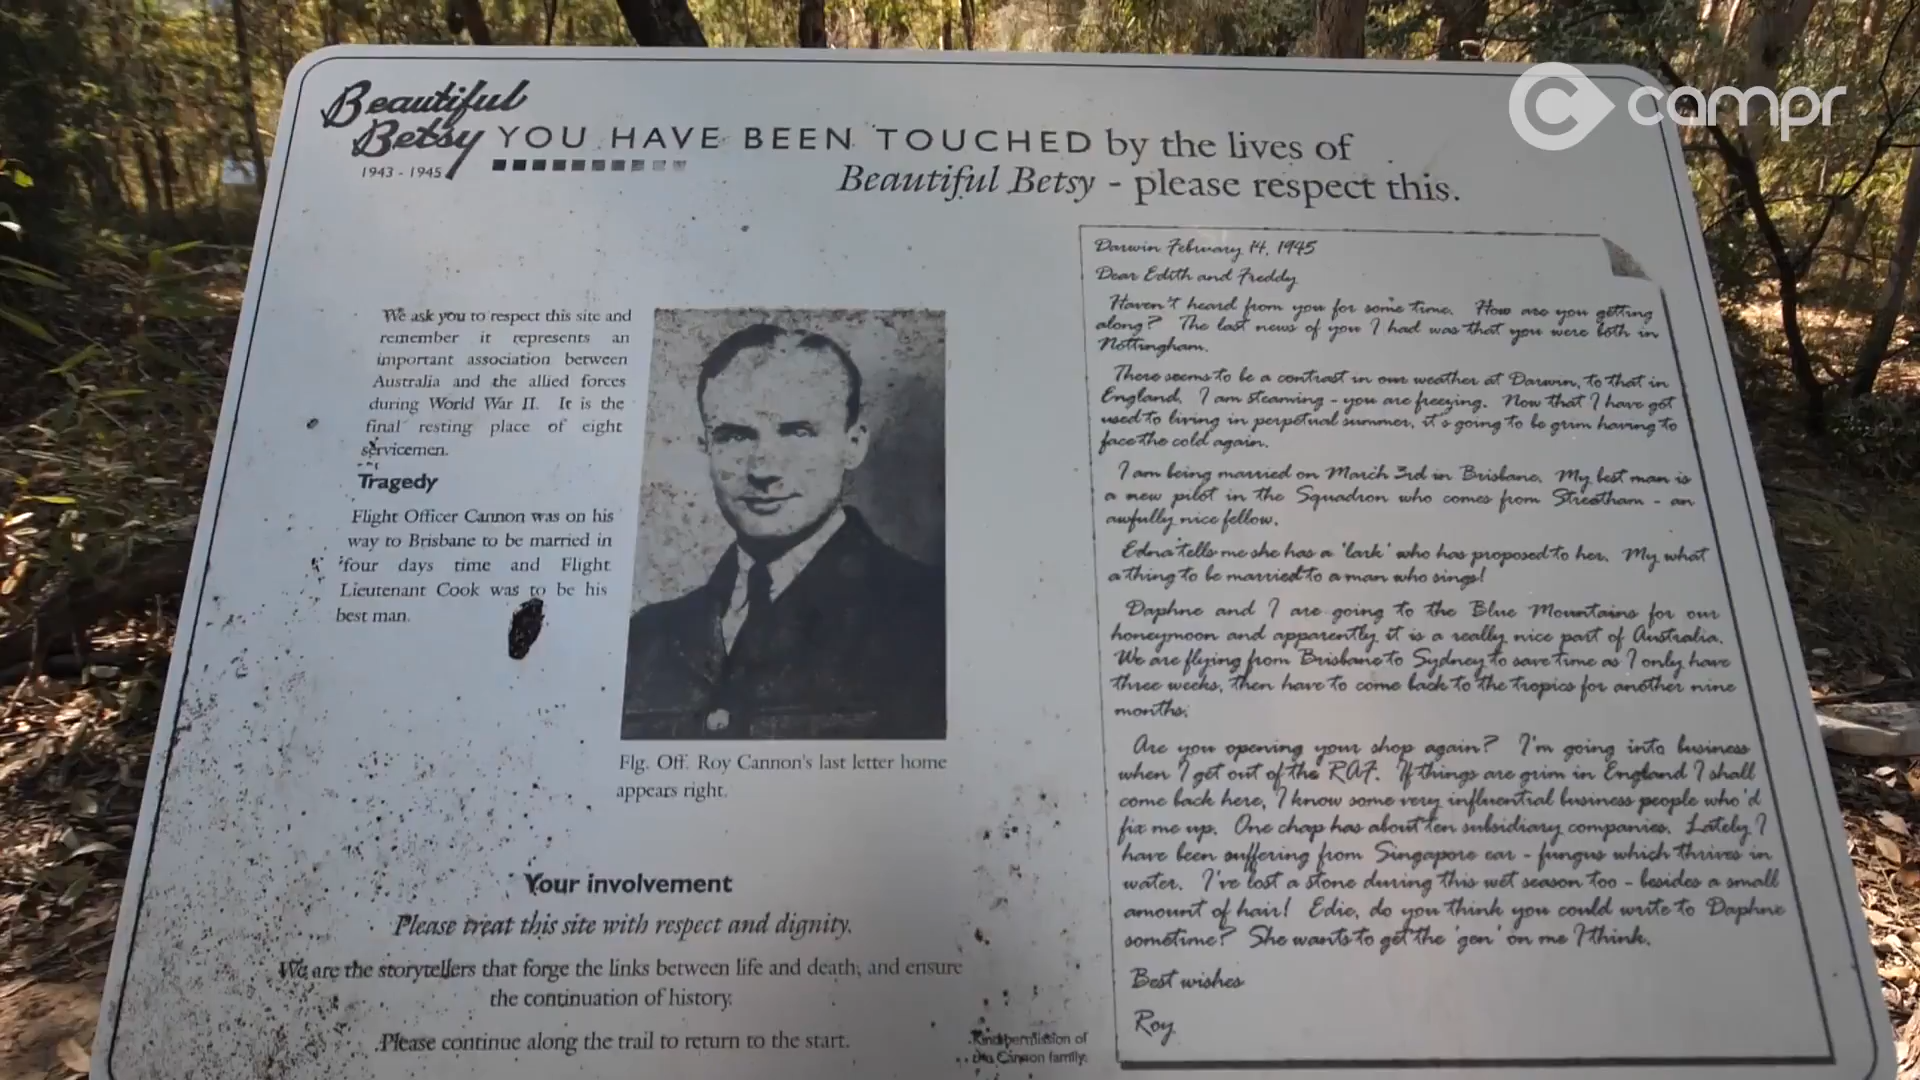 campr
Beautiful
Betsy
1943 - 1945
YOU HAVE BEEN TOUCHED by the lives of
Beautiful Betsy - please respect this.
We ask you to respect this site and
remember it represents an
important association between
Australia and the allied forces
during World War II. It is the
final resting place of eight
servicemen.
Tragedy
Flight Officer Cannon was on his
way to Brisbane to be married in
four days time and Flight
Lieutenant Cook was to be his
best man.
Flg. Off. Roy Cannon's last letter home
appears right.
Your involvement
Please treat this site with respect and dignity.
We are the storytellers that forge the links between life and death, and ensure
the continuation of history.
Please continue along the trail to return to the start.
Kind permission of
the Cannon family.
Darwin February 14, 1945
Dear Edith and Freddy
Haven't heard from you for some time. How are you getting
along? The last news of you I had was that you were both in
Nottingham.
There seems to be a contrast in our weather at Darwin, to that in
England. I am steaming - you are freezing. Now that I have got
used to living in perpetual summer, it's going to be grim having to
face the cold again.
I am being married on March 3rd in Brisbane. My best man is
a new pilot in the Squadron who comes from Streatham - an
awfully nice fellow.
Edna tells me she has a 'lark' who has proposed to her. My what
a thing to be married to a man who sings!
Daphne and I are going to the Blue Mountains for our
honeymoon and apparently it is a really nice part of Australia.
We are flying from Brisbane to Sydney to save time as I only have
three weeks, then have to come back to the tropics for another nine
months.
Are you opening your shop again? I'm going into business
when I get out of the RAF. If things are grim in England I shall
come back here, I know some very influential business people who'd
fix me up. One chap has about ten subsidiary companies. Lately I
have been suffering from Singapore ear - fungus which thrives in
water. I've lost a stone during this wet season too - besides a small
amount of hair! Edie, do you think you could write to Daphne
sometime? She wants to get the 'gen' on me I think.
Best wishes
Roy